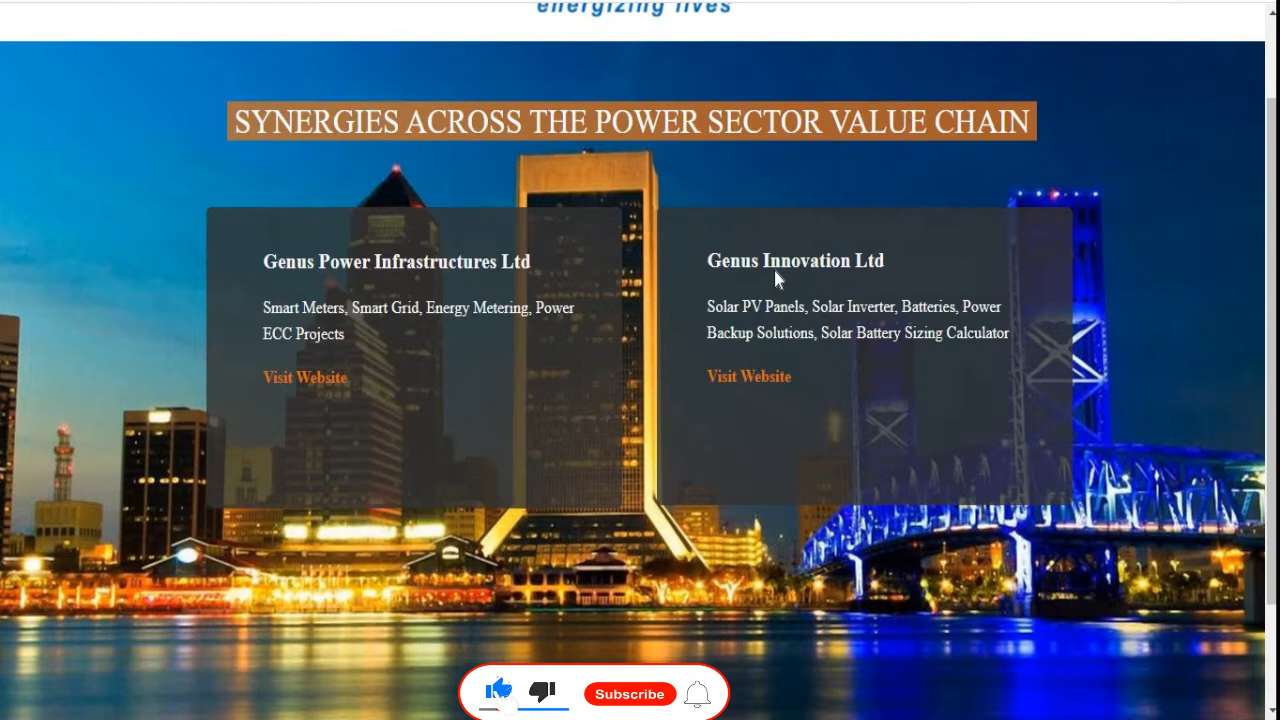 energizing lives
SYNERGIES ACROSS THE POWER SECTOR VALUE CHAIN
Genus Power Infrastructures Ltd
Smart Meters, Smart Grid, Energy Metering, Power
ECC Projects
Visit Website
Genus Innovation Ltd
Solar PV Panels, Solar Inverter, Batteries, Power
Backup Solutions, Solar Battery Sizing Calculator
Visit Website
Subscribe